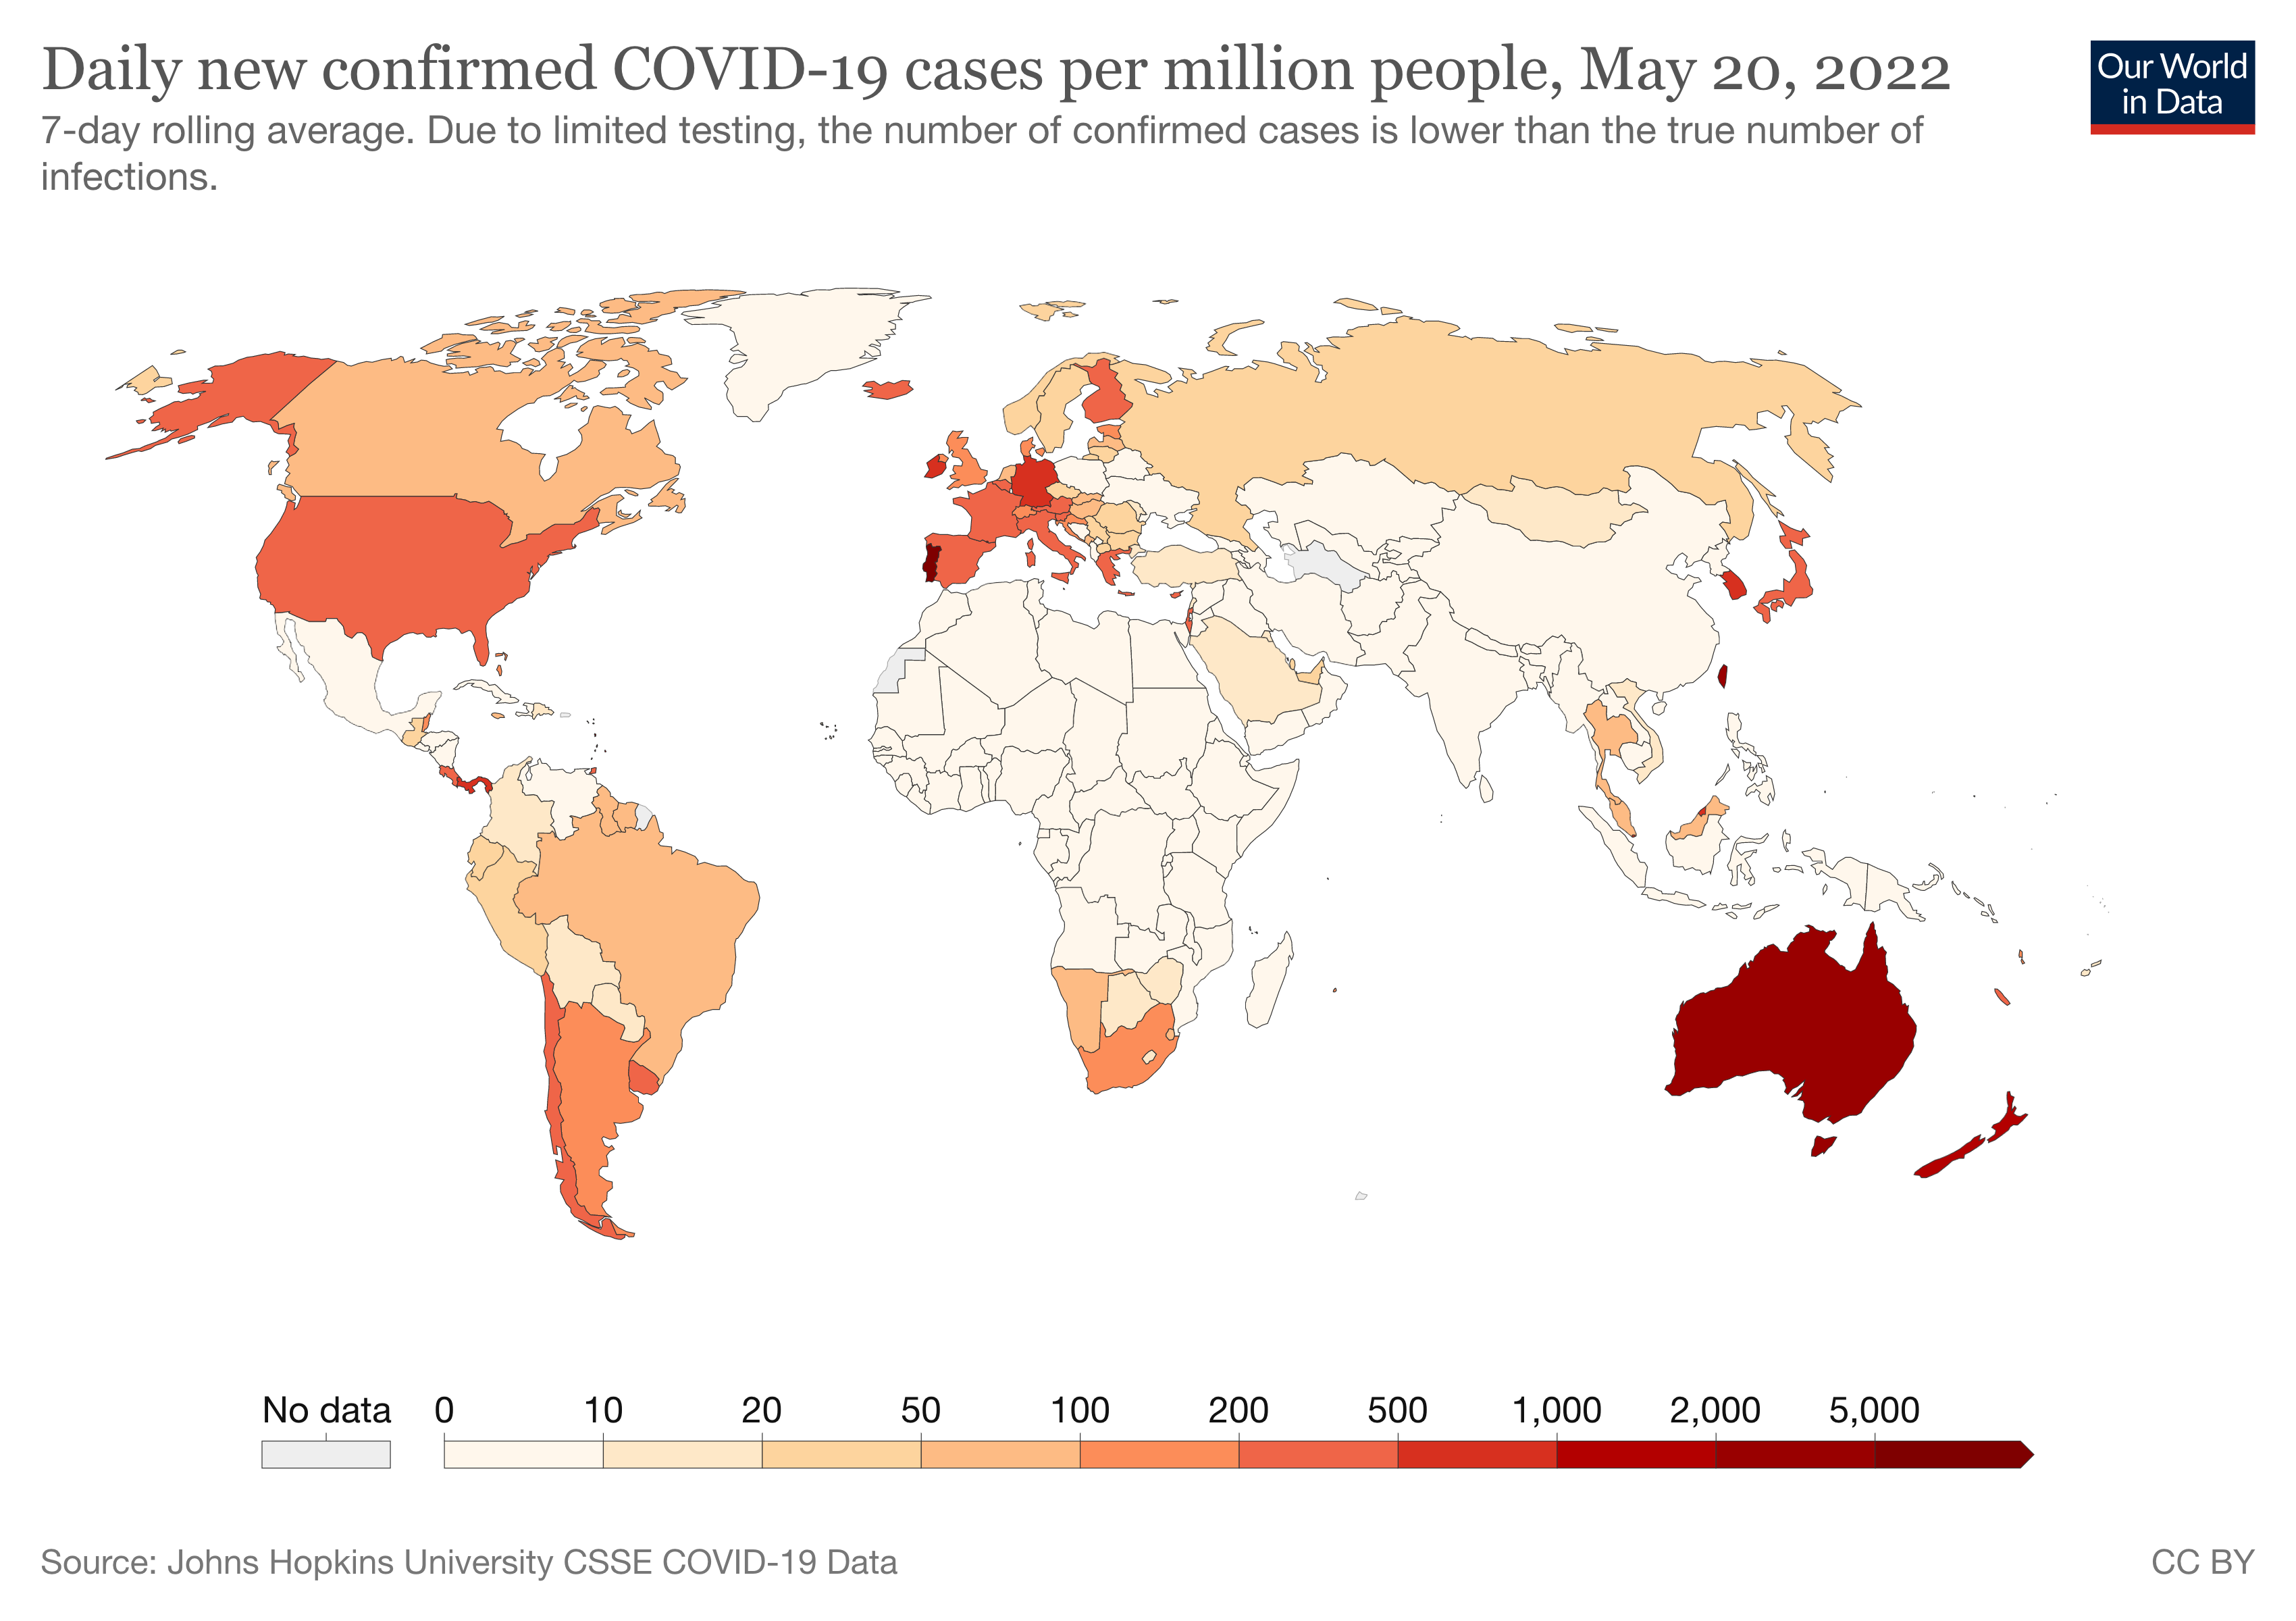 Daily new confirmed COVID-19 cases per million people, May 20, 2022
7-day rolling average. Due to limited testing, the number of confirmed cases is lower than the true number of
infections.
Our World
in Data
No data 0 10 20 50 100 200 500 1,000 2,000 5,000
Source: Johns Hopkins University CSSE COVID-19 Data
CC BY